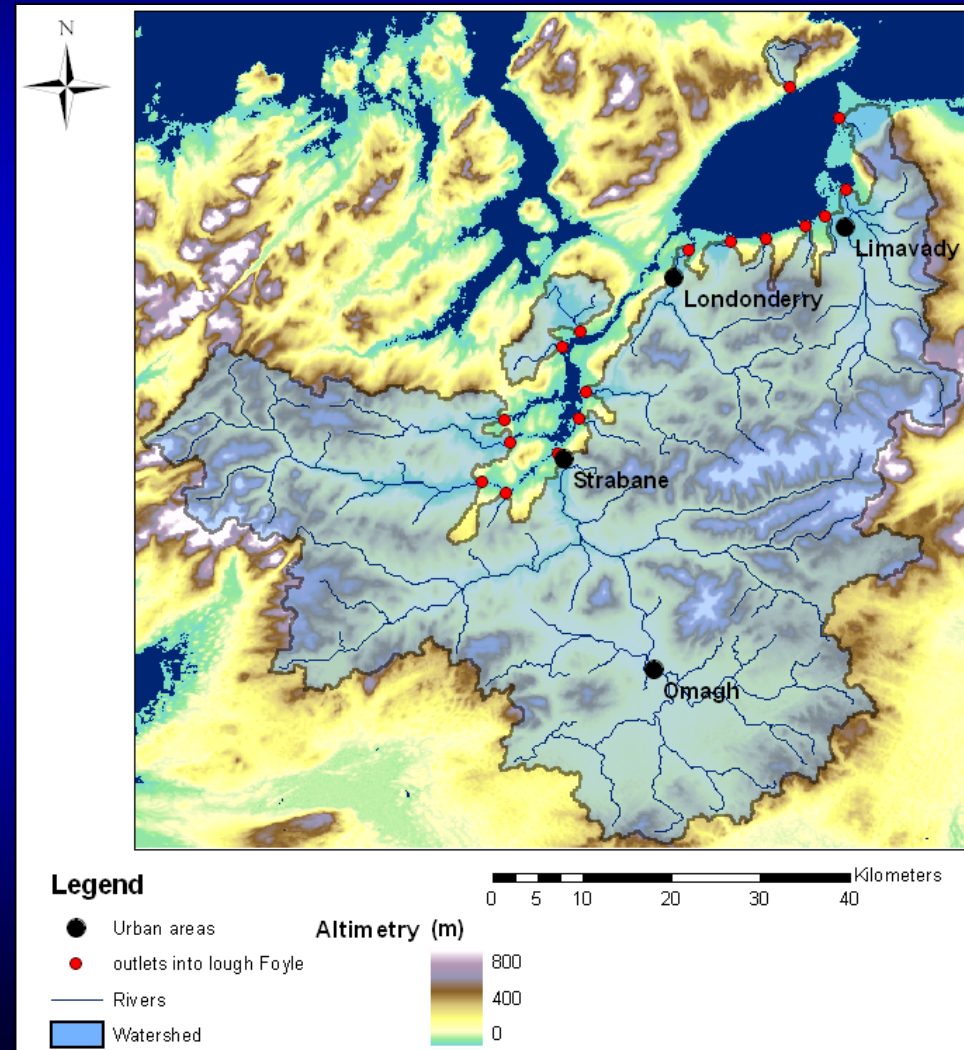 N
Limavady
Londonderry
Strabane
Omagh
Legend
Urban areas
outlets into lough Foyle
Rivers
Watershed
Altimetry (m)
800
400
0
Kilometers
0 5 10 20 30 40